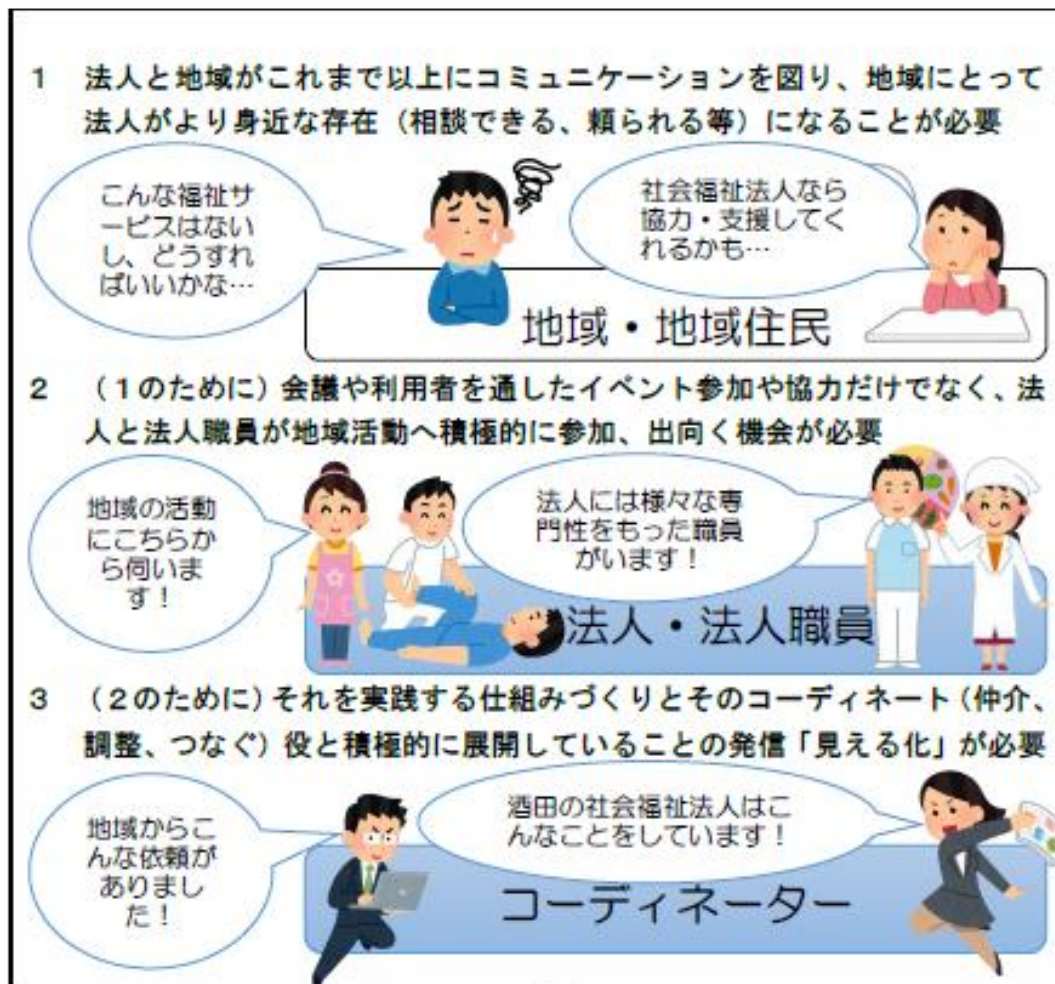 1 法人と地域がこれまで以上にコミュニケーションを図り、地域にとって
法人がより身近な存在（相談できる、頼られる等）になることが必要
こんな福祉サ
ービスはない
し、どうすれ
ばいいかな…
社会福祉法人なら
協力・支援してく
れるかも…
地域・地域住民
2 （１のために）会議や利用者を通したイベント参加や協力だけでなく、法
人と法人職員が地域活動へ積極的に参加、出向く機会が必要
地域の活動
にこちらか
ら伺いま
す！
法人には様々な専
門性をもった職員
がいます！
法人・法人職員
3 （２のために）それを実践する仕組みづくりとそのコーディネート（仲介、
調整、つなぐ）役と積極的に展開していることの発信「見える化」が必要
地域からこ
んな依頼が
ありまし
た！
酒田の社会福祉法人はこ
んなことをしています！
コーディネーター